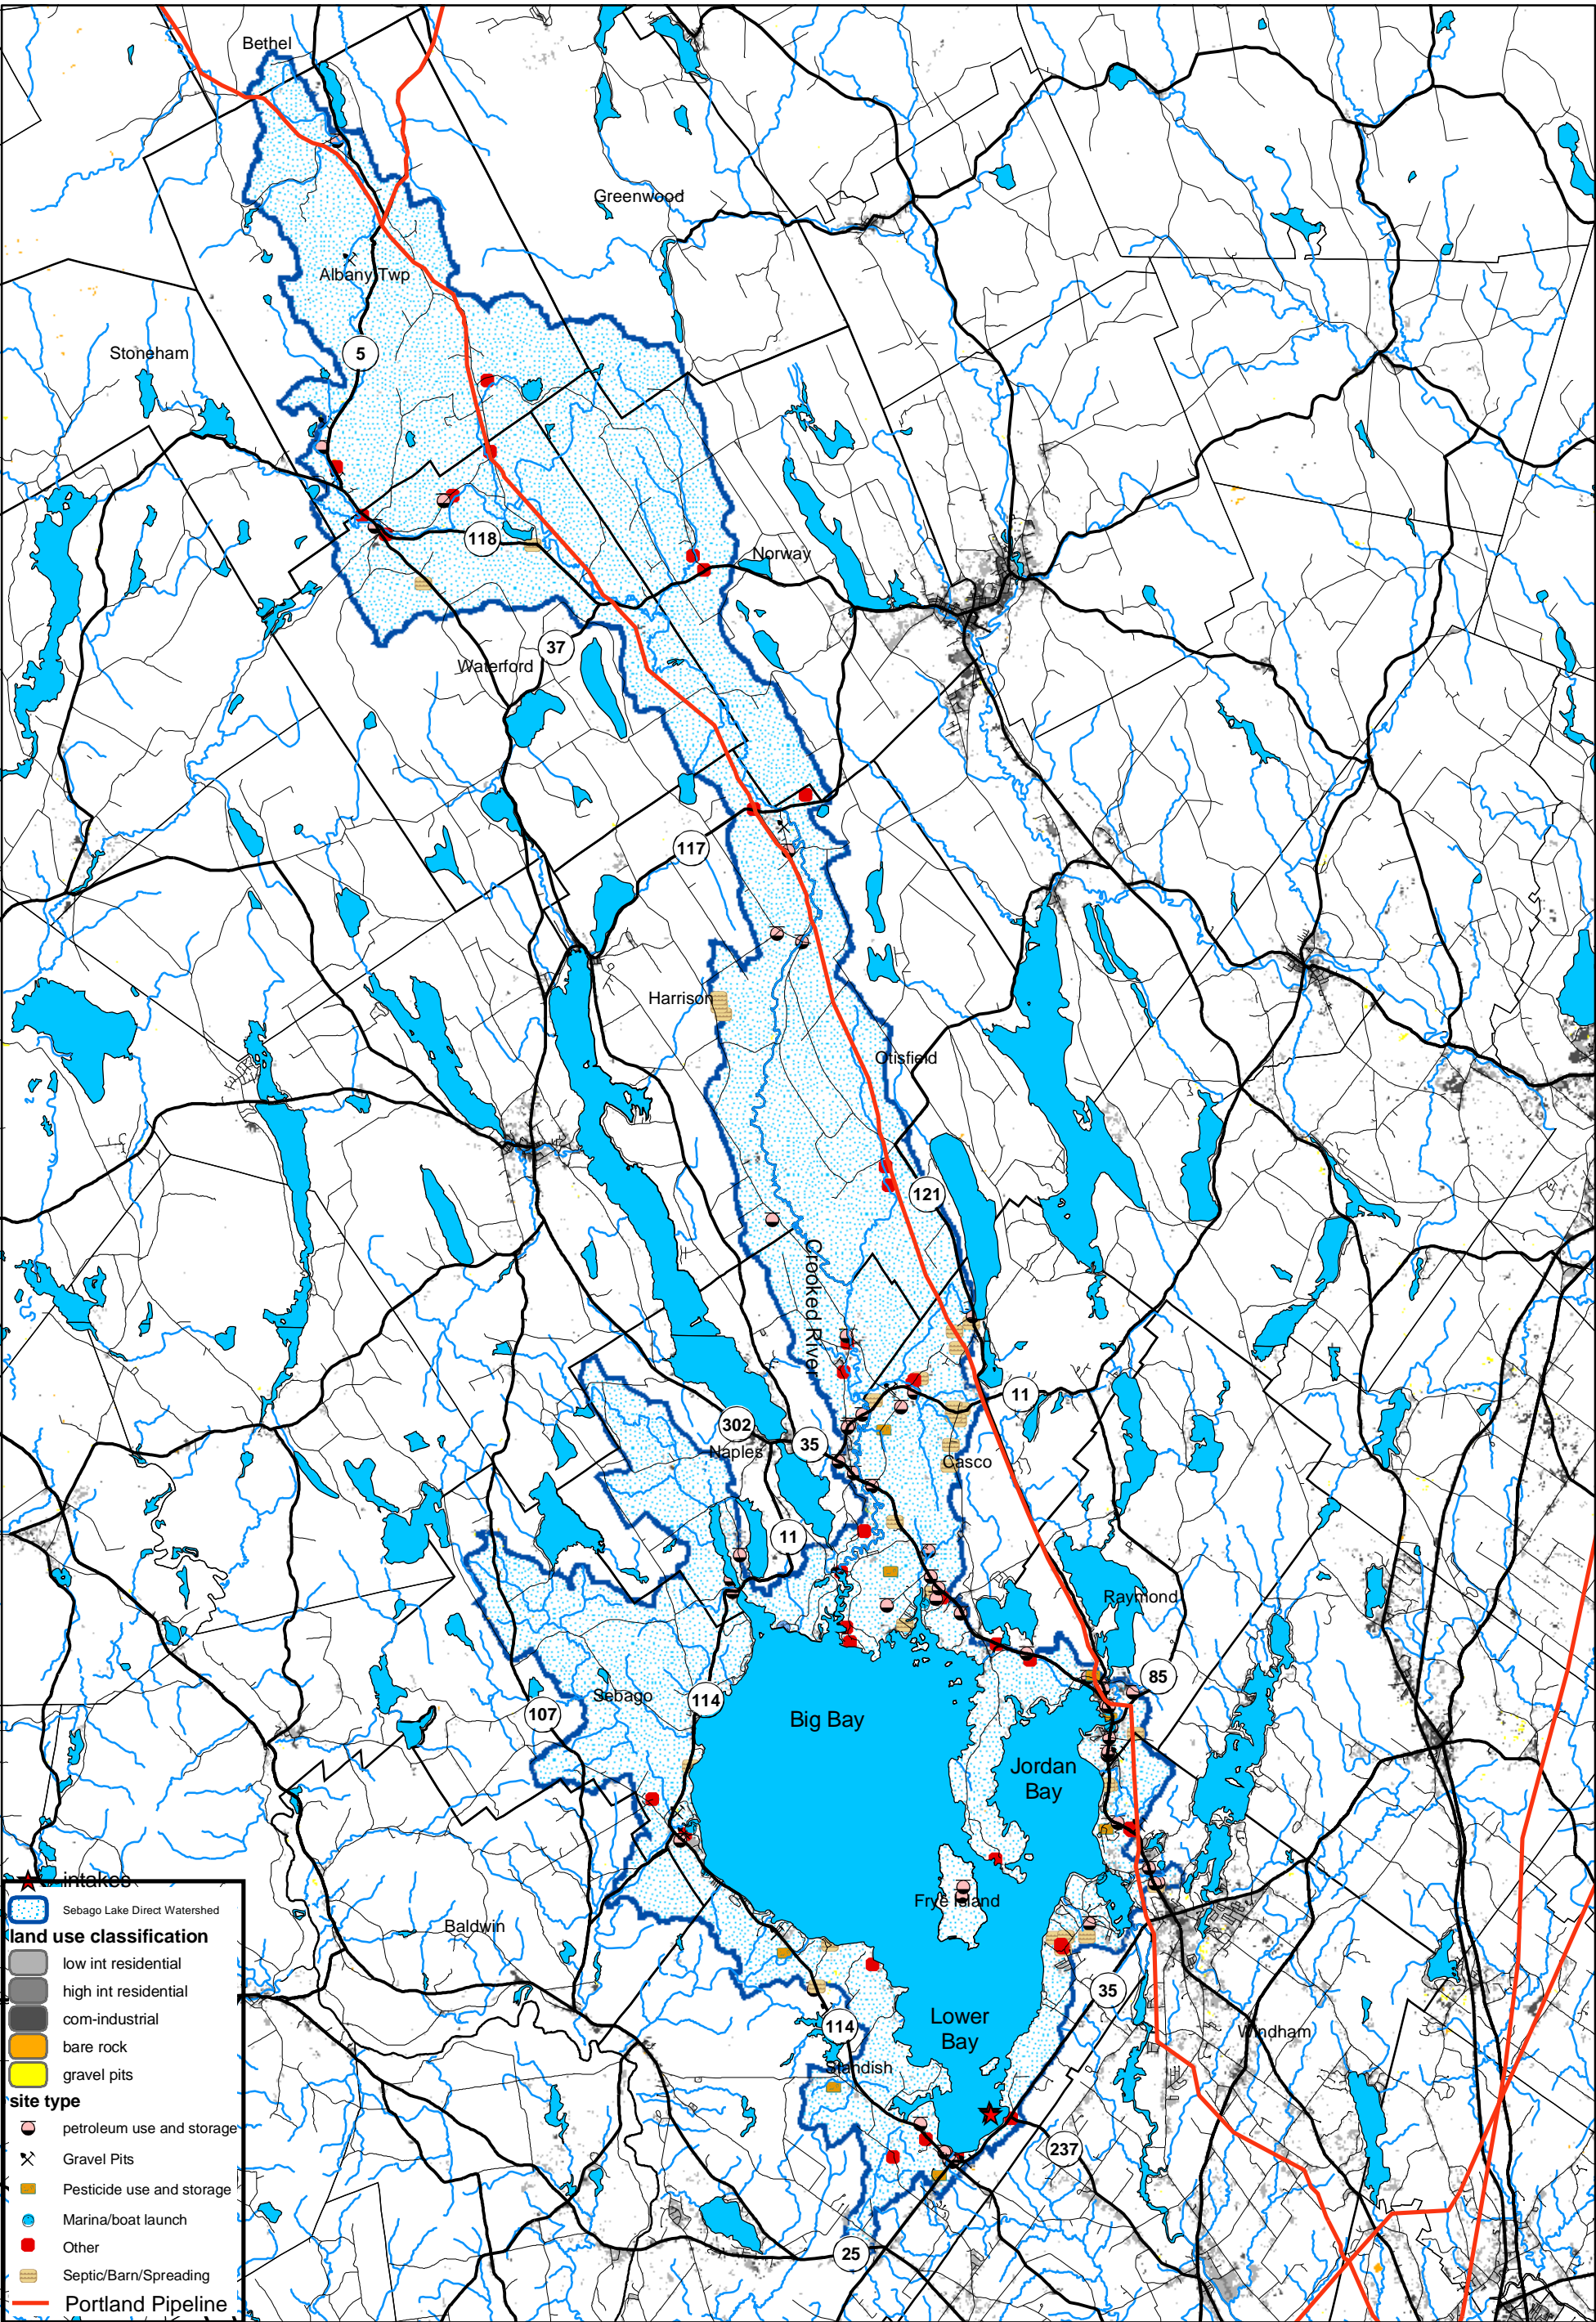 Bethel
Greenwood
Albany Twp
Stoneham
5
118
Norway
37
Waterford
117
Harrison
Otisfield
121
Crooked River
11
302
35
Naples
Casco
11
Raymond
85
Sebago
114
107
Big Bay
Jordan
Bay
Frye Island
Baldwin
35
Lower
Bay
114
Windham
Standish
237
25
intakes
Sebago Lake Direct Watershed
land use classification
low int residential
high int residential
com-industrial
bare rock
gravel pits
site type
petroleum use and storage
Gravel Pits
Pesticide use and storage
Marina/boat launch
Other
Septic/Barn/Spreading
Portland Pipeline